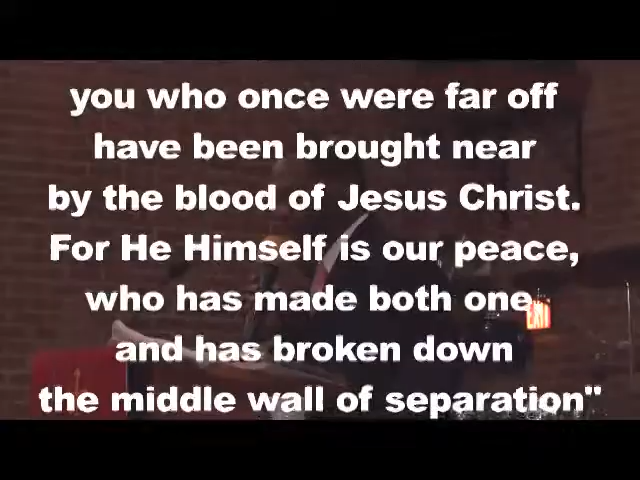 you who once were far off
have been brought near
by the blood of Jesus Christ.
For He Himself is our peace,
who has made both one
and has broken down
the middle wall of separation"
EXIT